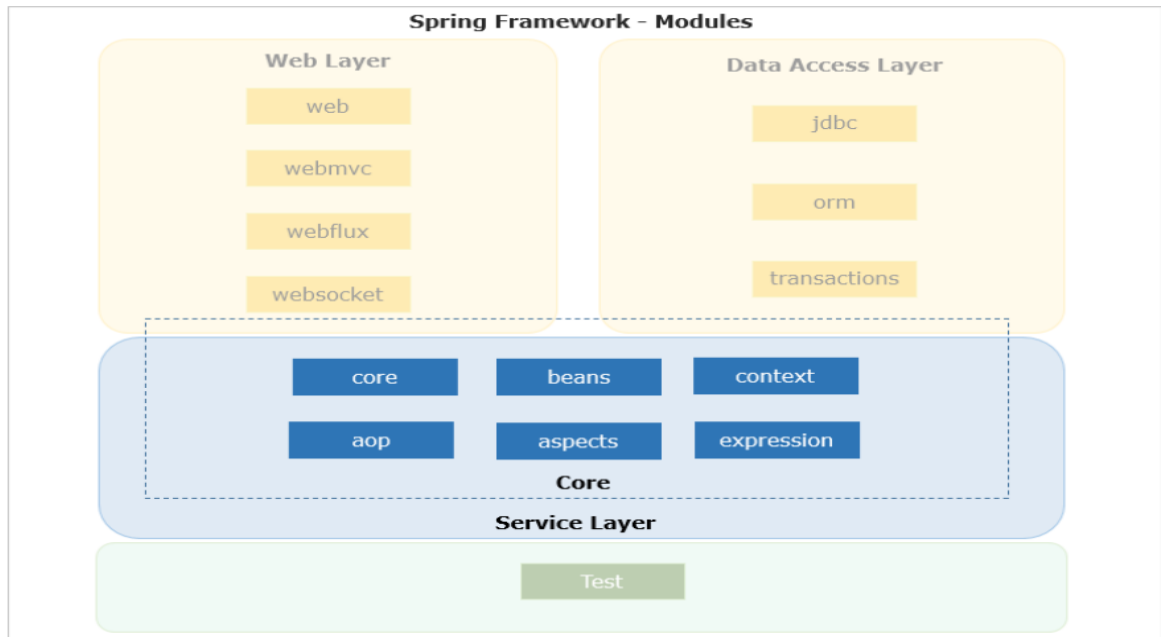 Spring Framework - Modules
Web Layer
web
webmvc
webflux
websocket
Data Access Layer
jdbc
orm
transactions
core beans context
aop aspects expression
Core
Service Layer
Test